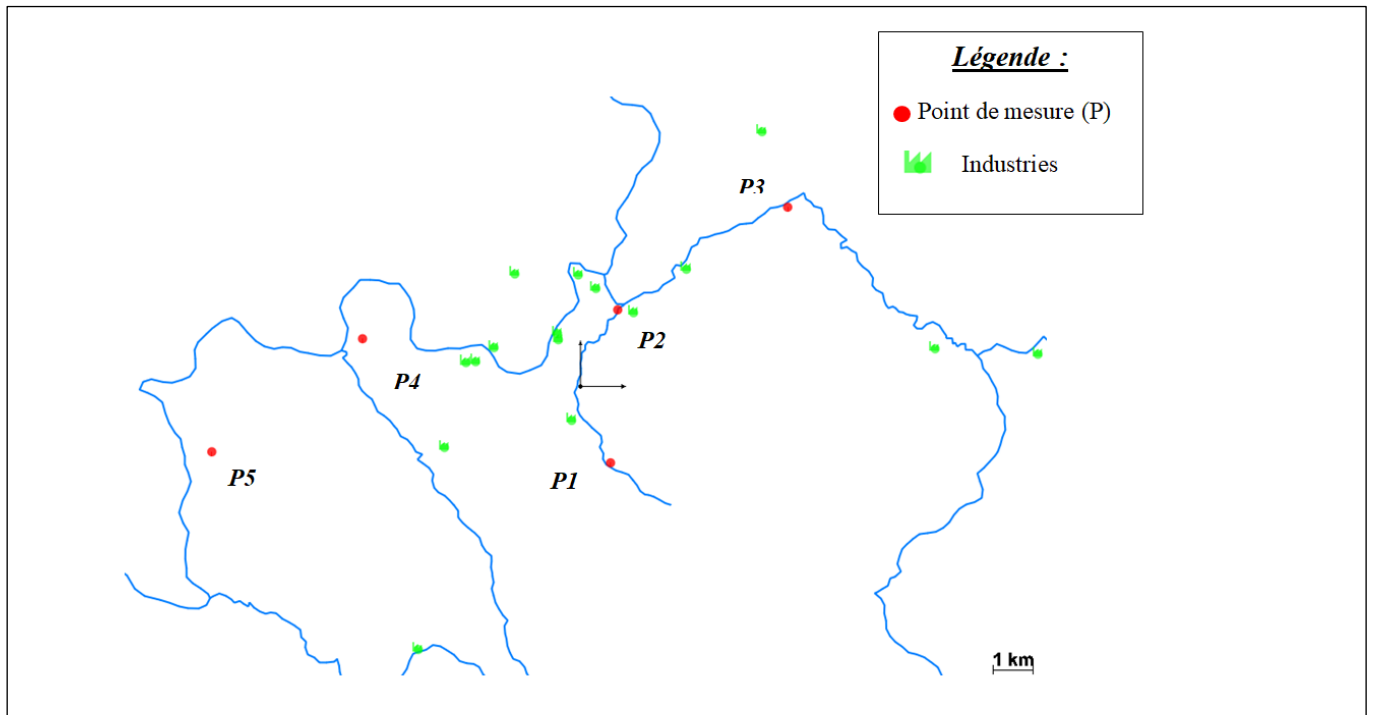 Légende :
Point de mesure (P)
Industries
P3
P2
P4
P1
P5
1 km